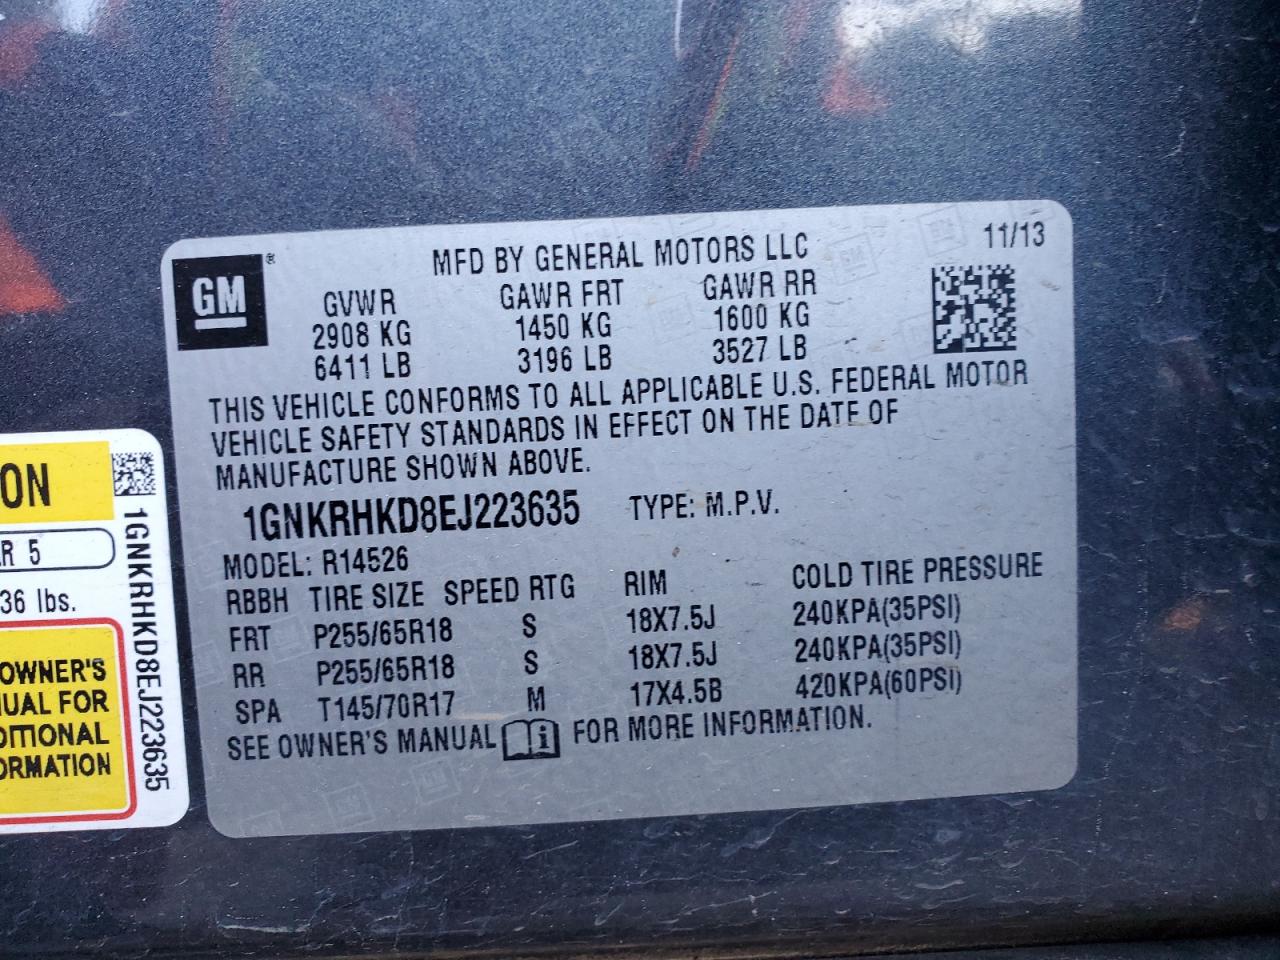 GM ®
MFD BY GENERAL MOTORS LLC 11/13
GVWR GAWR FRT GAWR RR
2908 KG 1450 KG 1600 KG
6411 LB 3196 LB 3527 LB
THIS VEHICLE CONFORMS TO ALL APPLICABLE U.S. FEDERAL MOTOR
VEHICLE SAFETY STANDARDS IN EFFECT ON THE DATE OF
MANUFACTURE SHOWN ABOVE.
1GNKRHKD8EJ223635 TYPE: M.P.V.
MODEL: R14526
RBBH TIRE SIZE SPEED RTG RIM COLD TIRE PRESSURE
FRT P255/65R18 S 18X7.5J 240KPA(35PSI)
RR P255/65R18 S 18X7.5J 240KPA(35PSI)
SPA T145/70R17 M 17X4.5B 420KPA(60PSI)
SEE OWNER'S MANUAL i FOR MORE INFORMATION.
ON
R 5
36 lbs.
OWNER'S
UAL FOR
DITIONAL
ORMATION
1GNKRHKD8EJ223635